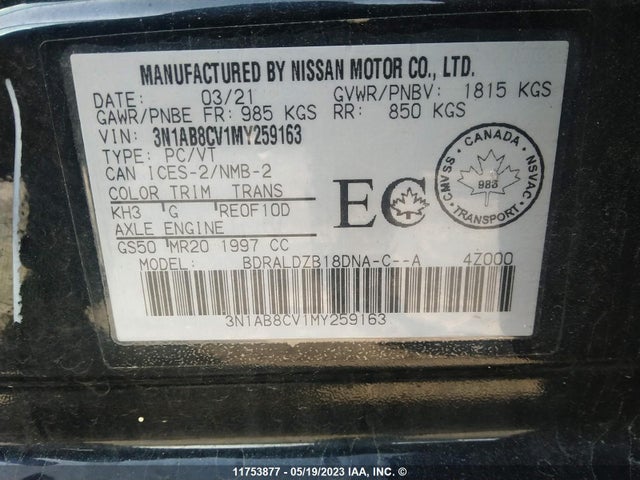 MANUFACTURED BY NISSAN MOTOR CO., LTD.
DATE: 03/21 GVWR/PNBV: 1815 KGS
GAWR/PNBE FR: 985 KGS RR: 850 KGS
VIN: 3N1AB8CV1MY259163
TYPE: PC/VT
CAN ICES-2/NMB-2
COLOR TRIM TRANS
KH3 G RE0F10D
AXLE ENGINE
GS50 MR20 1997 CC
EC
CANADA
CMVSS NSVAC
983
TRANSPORT
MODEL: BDRALDZB18DNA-C--A 4Z000
3N1AB8CV1MY259163
11753877 - 05/19/2023 IAA, INC. ©